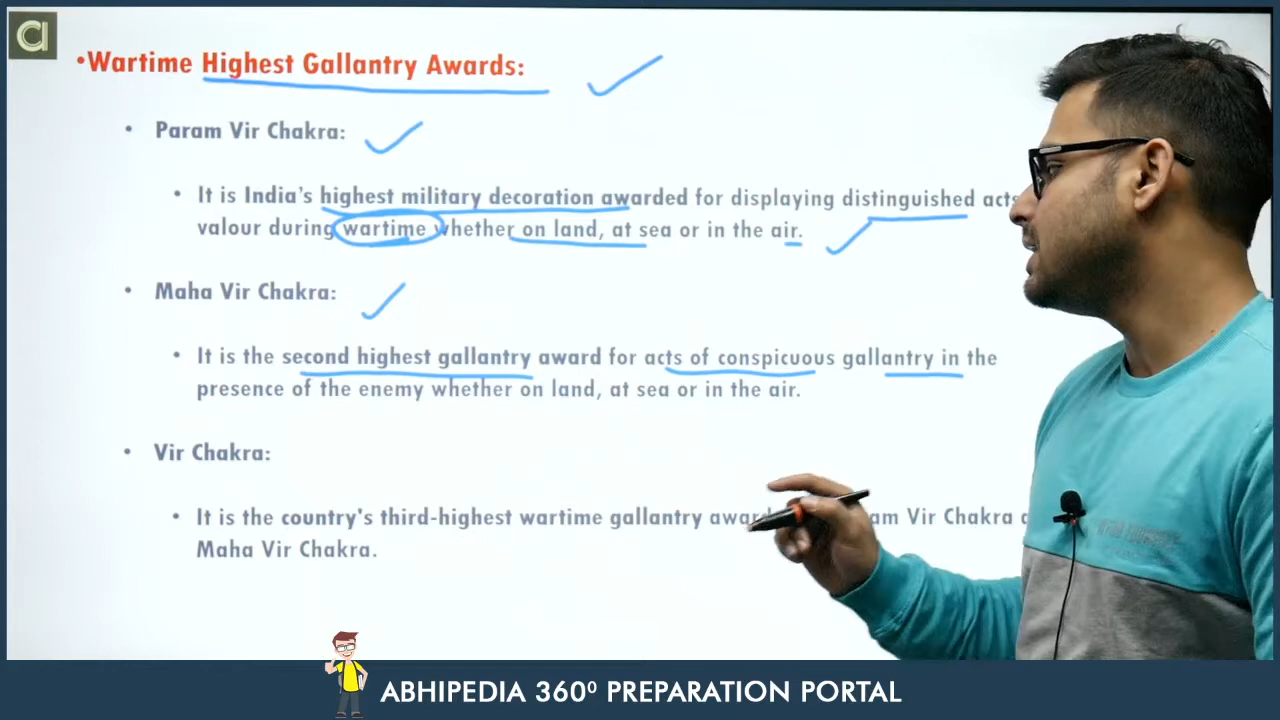 •Wartime Highest Gallantry Awards:
• Param Vir Chakra:
• It is India's highest military decoration awarded for displaying distinguished acts
valour during wartime whether on land, at sea or in the air.
• Maha Vir Chakra:
• It is the second highest gallantry award for acts of conspicuous gallantry in the
presence of the enemy whether on land, at sea or in the air.
• Vir Chakra:
• It is the country's third-highest wartime gallantry award Vir Chakra
Maha Vir Chakra.
ABHIPEDIA 360⁰ PREPARATION PORTAL